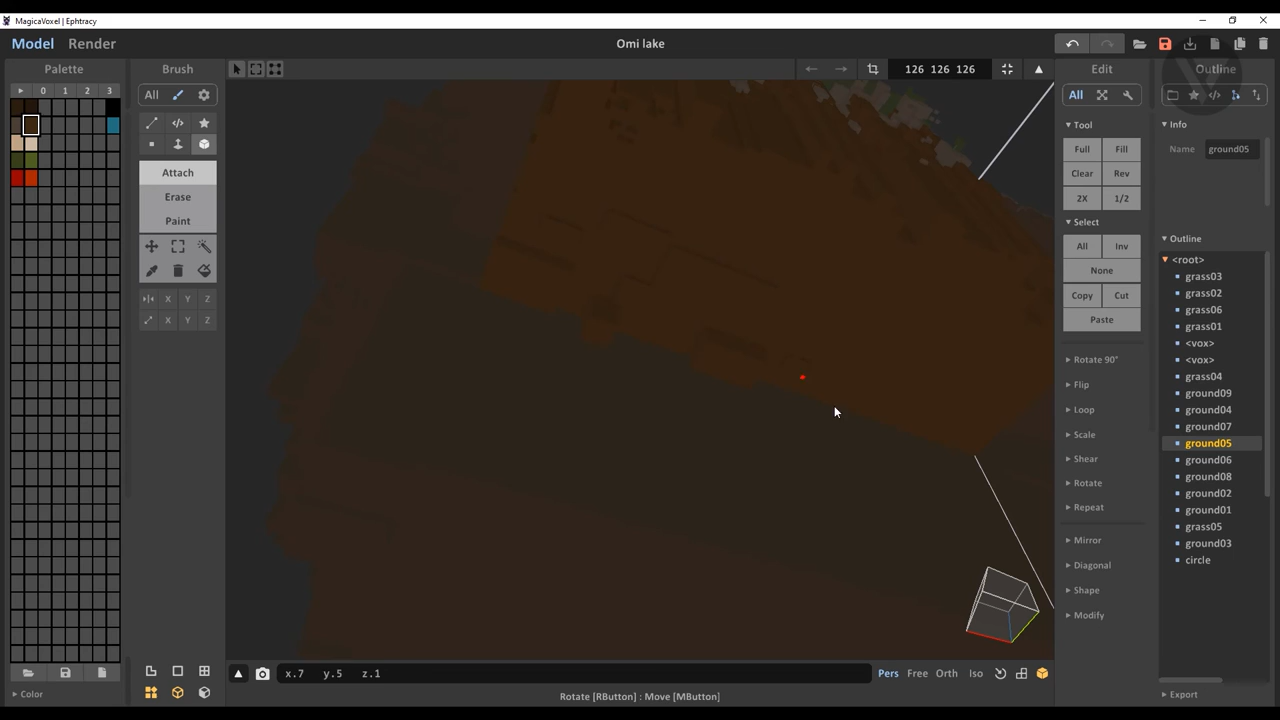 MagicaVoxel | Ephtracy
Model Render
Omi lake
Palette
0 1 2 3
Color
Brush
All
Attach
Erase
Paint
X Y Z
X Y Z
126 126 126
x.7 y.5 z.1
Pers Free Orth Iso
Rotate [RButton] : Move [MButton]
Edit
All
Tool
Full Fill
Clear Rev
2X 1/2
Select
All Inv
None
Copy Cut
Paste
Rotate 90°
Flip
Loop
Scale
Shear
Rotate
Repeat
Mirror
Diagonal
Shape
Modify
Outline
Info
Name ground05
Outline
<root>
grass03
grass02
grass06
grass01
<vox>
<vox>
grass04
ground09
ground04
ground07
ground05
ground06
ground08
ground02
ground01
grass05
ground03
circle
Export